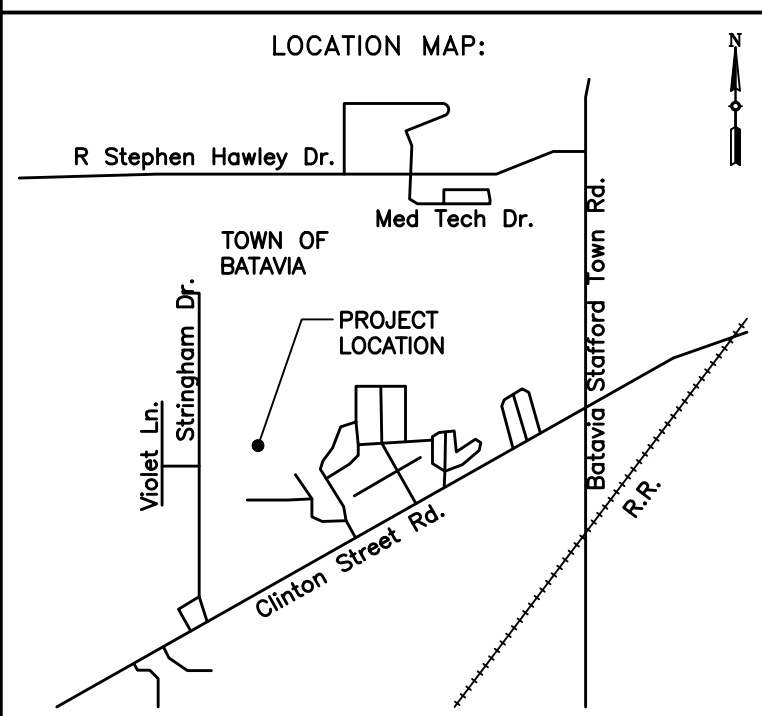 LOCATION MAP:
N
R Stephen Hawley Dr.
Med Tech Dr.
TOWN OF
BATAVIA
Batavia Stafford Town Rd.
Stringham Dr.
PROJECT
LOCATION
Violet Ln.
R.R.
Clinton Street Rd.